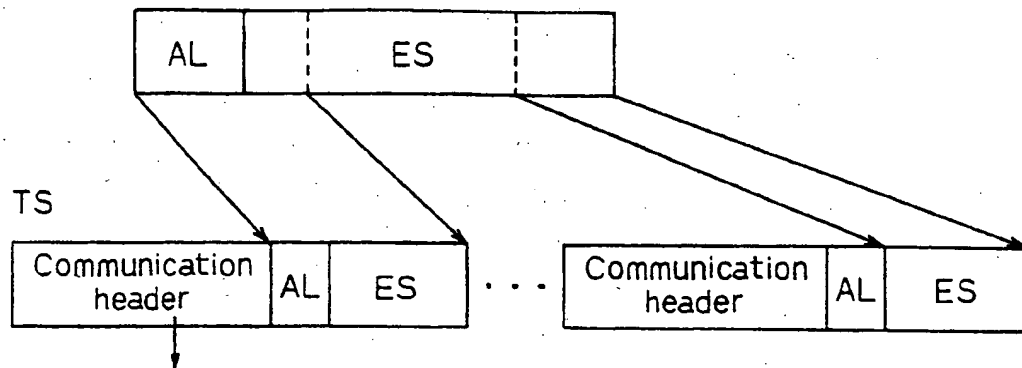 AL ES
TS
Communication header AL ES . . . Communication header AL ES